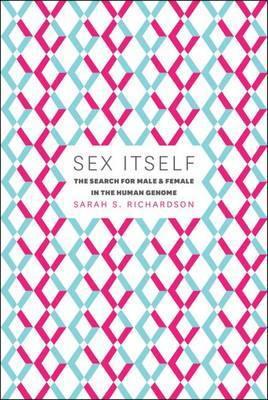 SEX ITSELF
THE SEARCH FOR MALE & FEMALE
IN THE HUMAN GENOME
SARAH S. RICHARDSON